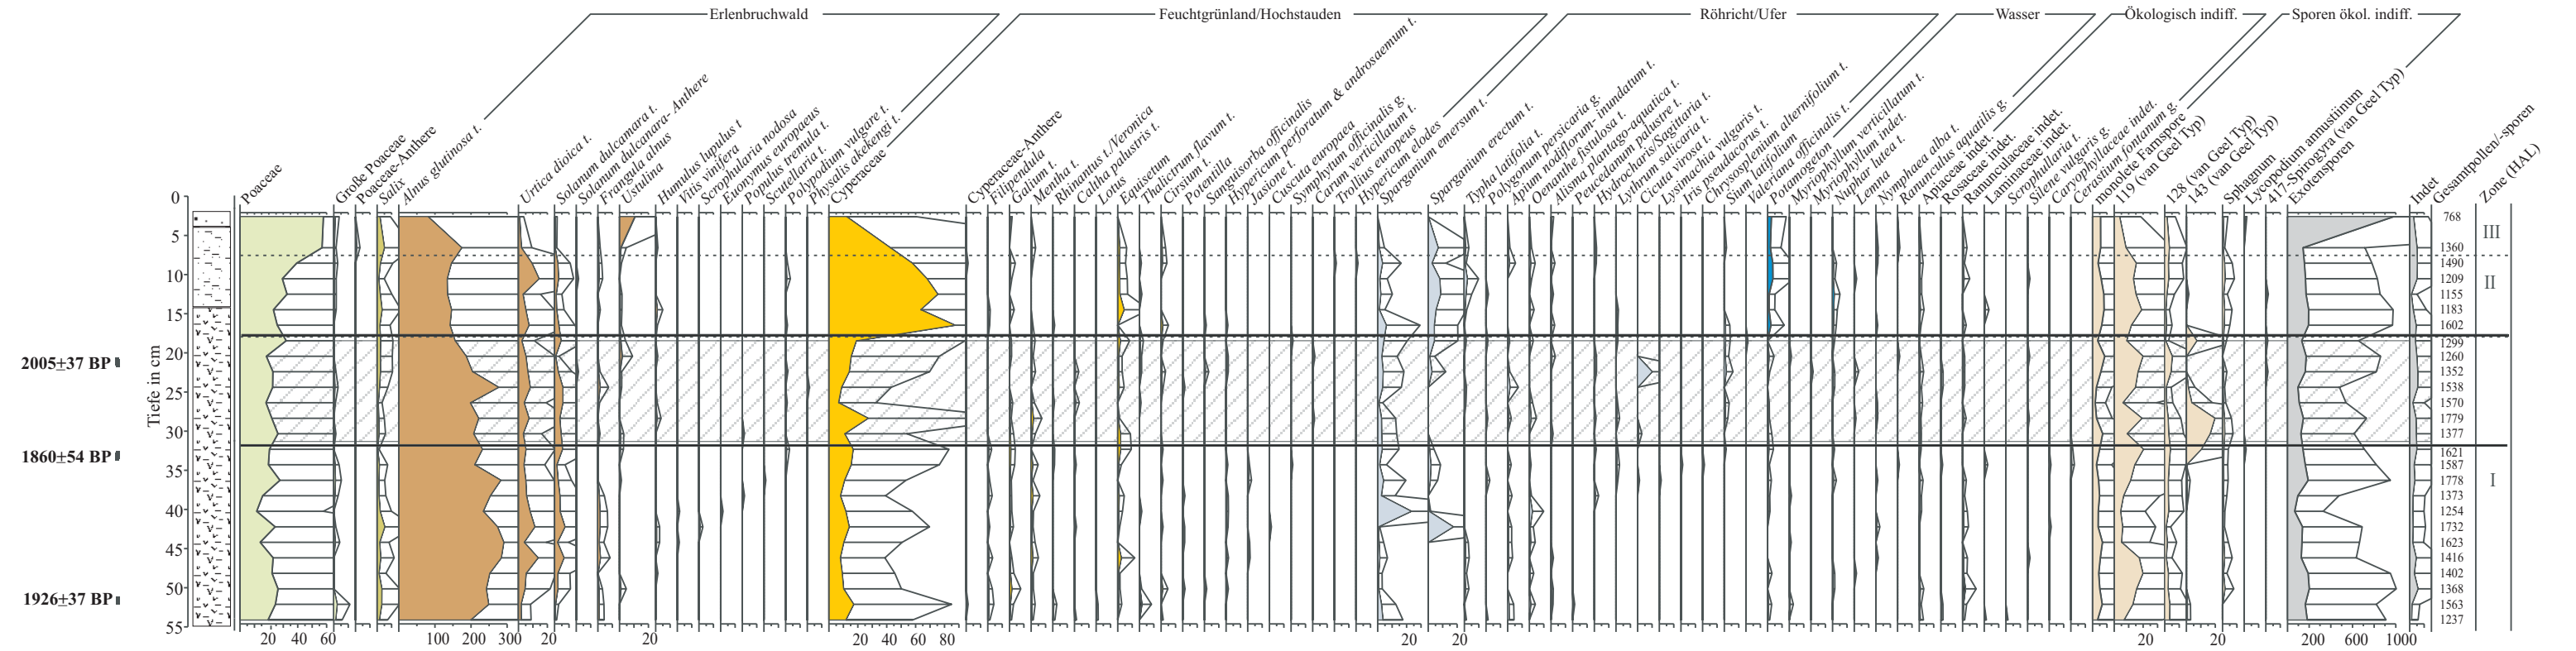 Erlenbruchwald
Feuchtgrünland/Hochstauden
Röhricht/Ufer
Wasser
Ökologisch indiff.
Sporen ökol. indiff.
Poaceae
Große Poaceae
Poaceae-Anthere
Salix
Alnus glutinosa t.
Urtica dioica t.
Solanum dulcamara t.
Solanum dulcanara- Anthere
Frangula alnus
Ustulina
Humulus lupulus t
Vitis vinifera
Scrophularia nodosa
Euonymus europaeus
Populus tremula t.
Scutellaria t.
Polypodium vulgare t.
Physalis akekengi t.
Cyperaceae
Cyperaceae-Anthere
Filipendula
Galium t.
Mentha t.
Rhinantus t./Veronica
Caltha palustris t.
Lotus
Equisetum
Thalictrum flavum t.
Cirsium t.
Potentilla
Sanguisorba officinalis
Hypericum perforatum & androsaemum t.
Jasione t.
Cuscuta europaea
Symphytum officinalis g.
Carum verticillatum t.
Trollius europeus
Hypericum elodes
Sparganium emersum t.
Sparganium erectum t.
Typha latifolia t.
Polygonum persicaria g.
Apium nodiflorum- inundatum t.
Oenanthe fistulosa t.
Alisma plantago-aquatica t.
Peucedanum palustre t.
Hydrocharis/Sagittaria t.
Lythrum salicaria t.
Cicuta virosa t.
Lysimachia vulgaris t.
Iris pseudacorus t.
Chrysosplenium alternifolium t.
Sium latifolium
Valeriana officinalis t.
Potamogeton
Myriophyllum verticillatum t.
Myriophyllum indet.
Nuphar lutea t.
Lemna
Nymphaea alba t.
Ranunculus aquatilis g.
Apiaceae indet.
Rosaceae indet.
Ranunculaceae indet.
Lamiaceae indet.
Scrophullaria t.
Silene vulgaris g.
Caryophyllaceae indet.
Cerastium fontanum g.
monolete Farnspore
119 (van Geel Typ)
128 (van Geel Typ)
143 (van Geel Typ)
Sphagnum
Lycopodium annustiinum
417-Spirogyra (van Geel Typ)
Exotensporen
Indet
Gesamtpollen/-sporen
Zone (HAL)
Tiefe in cm
0
5
10
15
20
25
30
35
40
45
50
55
2005±37 BP
1860±54 BP
1926±37 BP
768
1360
1490
1209
1155
1183
1602
1299
1260
1352
1538
1570
1779
1377
1621
1587
1778
1373
1254
1732
1623
1416
1402
1368
1563
1237
III
II
I
20 40 60 100 200 300 20 20 20 40 60 80 20 20 20 20 200 600 1000